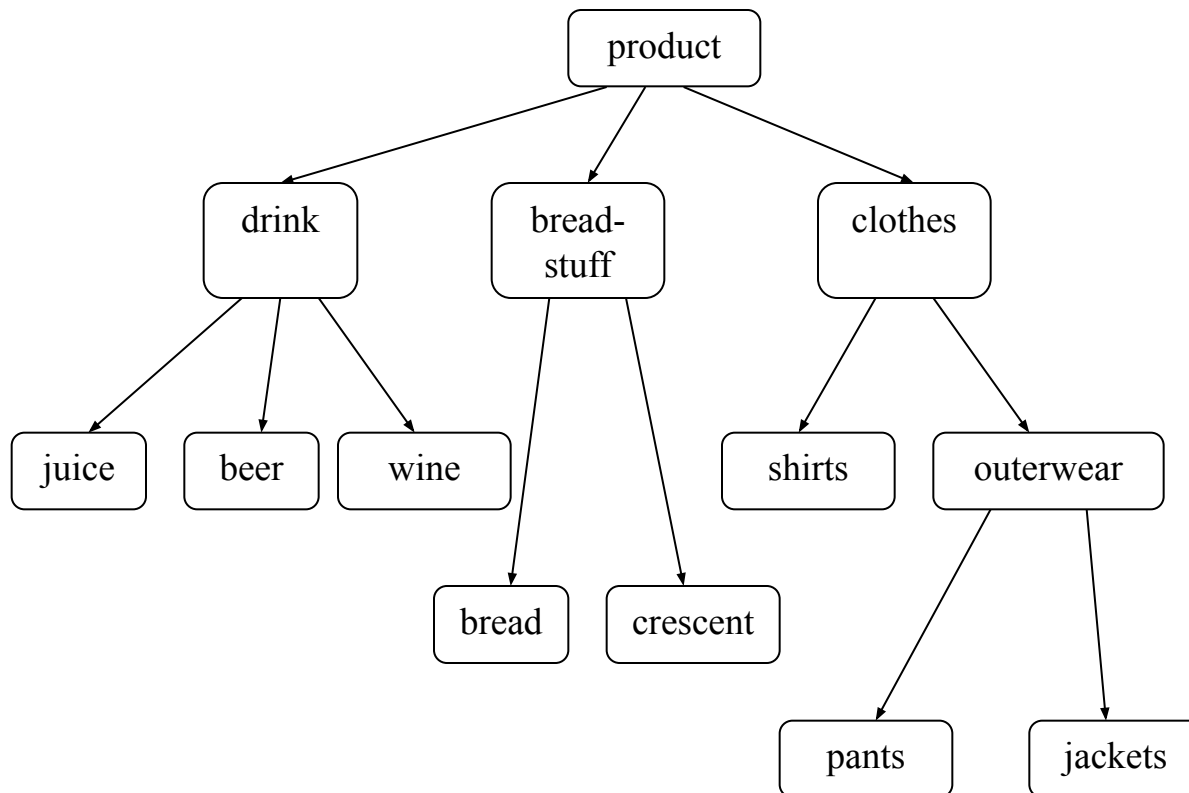 product
drink
bread-
stuff
clothes
juice
beer
wine
shirts
outerwear
bread
crescent
pants
jackets